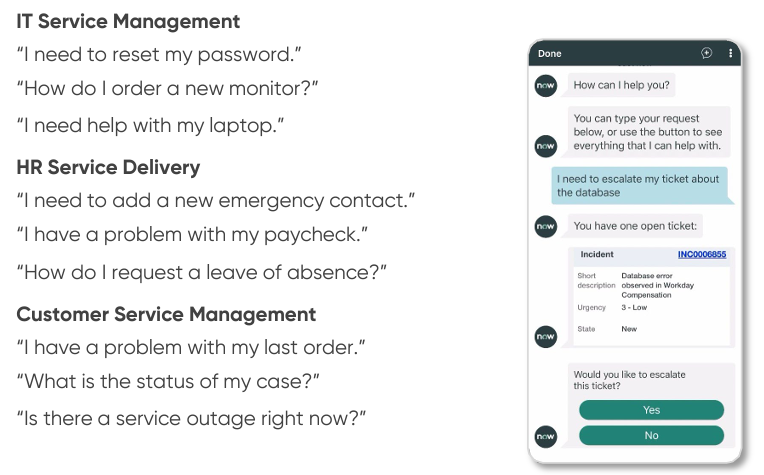 IT Service Management
“I need to reset my password.”
“How do I order a new monitor?”
“I need help with my laptop.”
HR Service Delivery
“I need to add a new emergency contact.”
“I have a problem with my paycheck.”
“How do I request a leave of absence?”
Customer Service Management
“I have a problem with my last order.”
“What is the status of my case?”
“Is there a service outage right now?”
Done
now
How can I help you?
You can type your request
below, or use the button to see
everything that I can help with.
now
I need to escalate my ticket about
the database
now
You have one open ticket:
Incident INC0006855
Short description Database error
observed in Workday
Compensation
Urgency 3 - Low
State New
now
Would you like to escalate
this ticket?
Yes
now
No